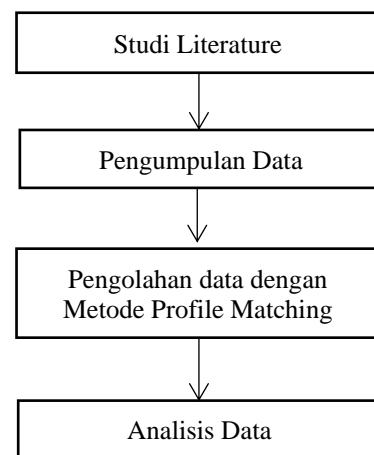 Studi Literature
Pengumpulan Data
Pengolahan data dengan
Metode Profile Matching
Analisis Data